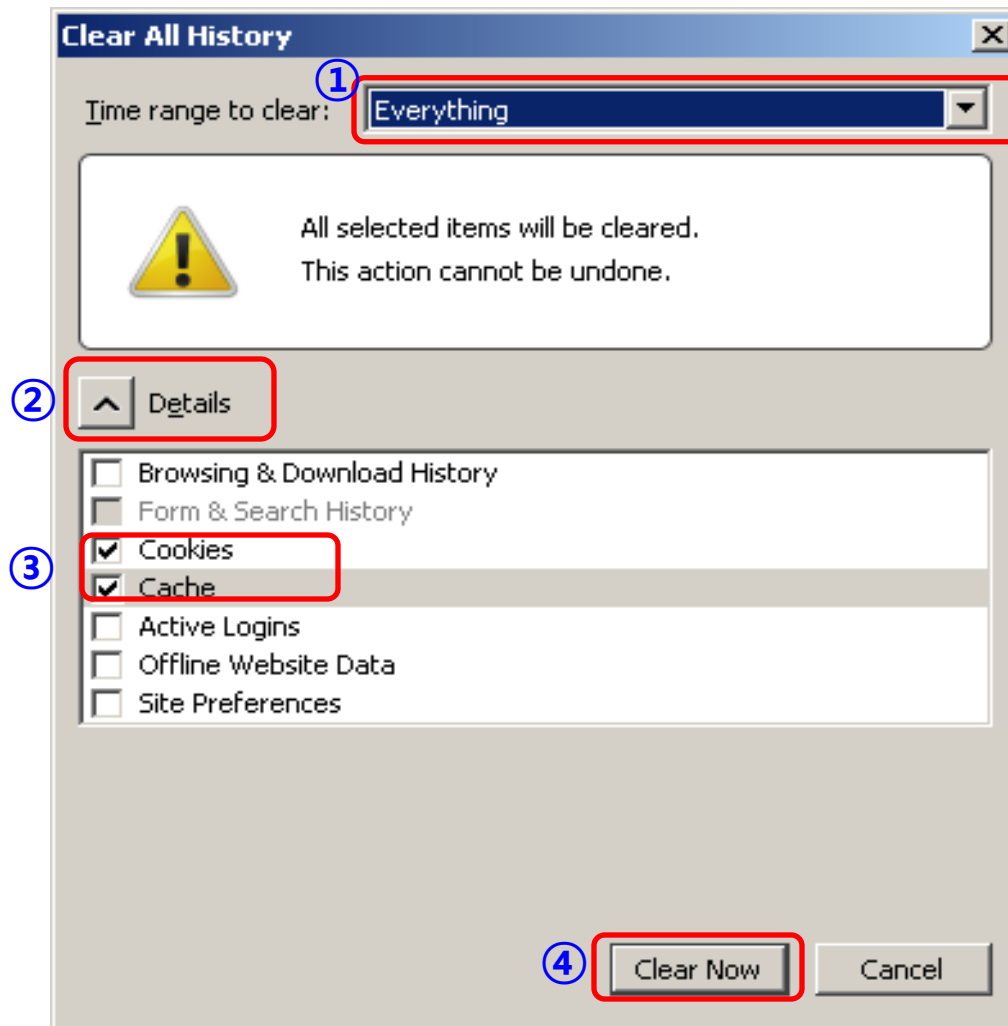 Clear All History
①
Time range to clear: Everything
All selected items will be cleared.
This action cannot be undone.
② Details
Browsing & Download History
Form & Search History
③ Cookies
Cache
Active Logins
Offline Website Data
Site Preferences
④ Clear Now Cancel